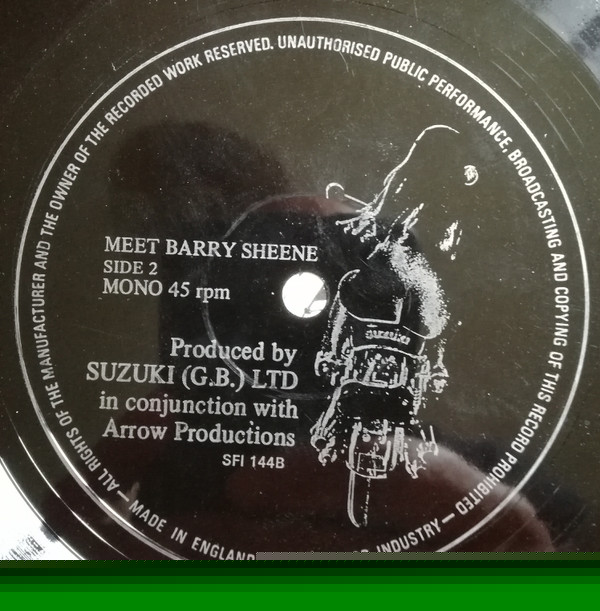 ALL RIGHTS OF THE MANUFACTURER AND THE OWNER OF THE RECORDED WORK RESERVED. UNAUTHORISED PUBLIC PERFORMANCE, BROADCASTING AND COPYING OF THIS RECORD PROHIBITED —
MEET BARRY SHEENE
SIDE 2
MONO 45 rpm
suzuki
Produced by
SUZUKI (G.B.) LTD
in conjunction with
Arrow Productions
SFI 144B
— MADE IN ENGLAND
INDUSTRY —